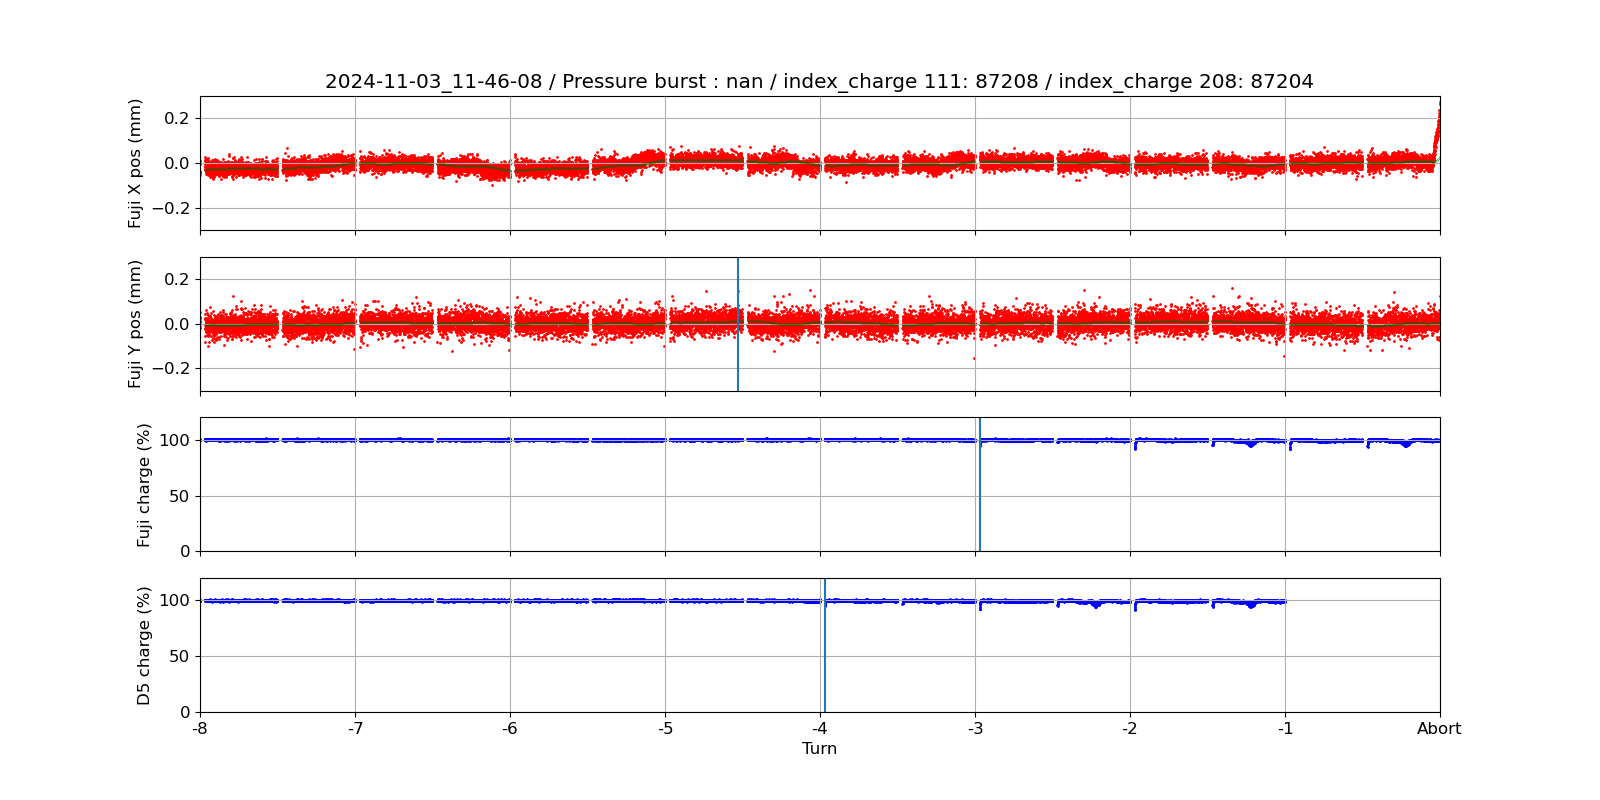 2024-11-03_11-46-08 / Pressure burst : nan / index_charge 111: 87208 / index_charge 208: 87204
Fuji X pos (mm)
0.2
0.0
−0.2
Fuji Y pos (mm)
0.2
0.0
−0.2
Fuji charge (%)
100
50
0
D5 charge (%)
100
50
0
-8 -7 -6 -5 -4 -3 -2 -1 Abort
Turn